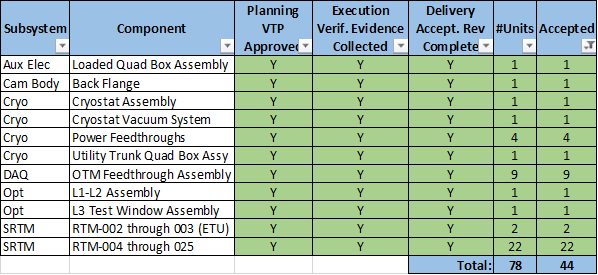 Subsystem Component Planning VTP Approved Execution Verif. Evidence Collected Delivery Accept. Rev Complete #Units Accepted
Aux Elec Loaded Quad Box Assembly Y Y Y 1 1
Cam Body Back Flange Y Y Y 1 1
Cryo Cryostat Assembly Y Y Y 1 1
Cryo Cryostat Vacuum System Y Y Y 1 1
Cryo Power Feedthroughs Y Y Y 4 4
Cryo Utility Trunk Quad Box Assy Y Y Y 1 1
DAQ OTM Feedthrough Assembly Y Y Y 9 9
Opt L1-L2 Assembly Y Y Y 1 1
Opt L3 Test Window Assembly Y Y Y 1 1
SRTM RTM-002 through 003 (ETU) Y Y Y 2 2
SRTM RTM-004 through 025 Y Y Y 22 22
Total: 78 44